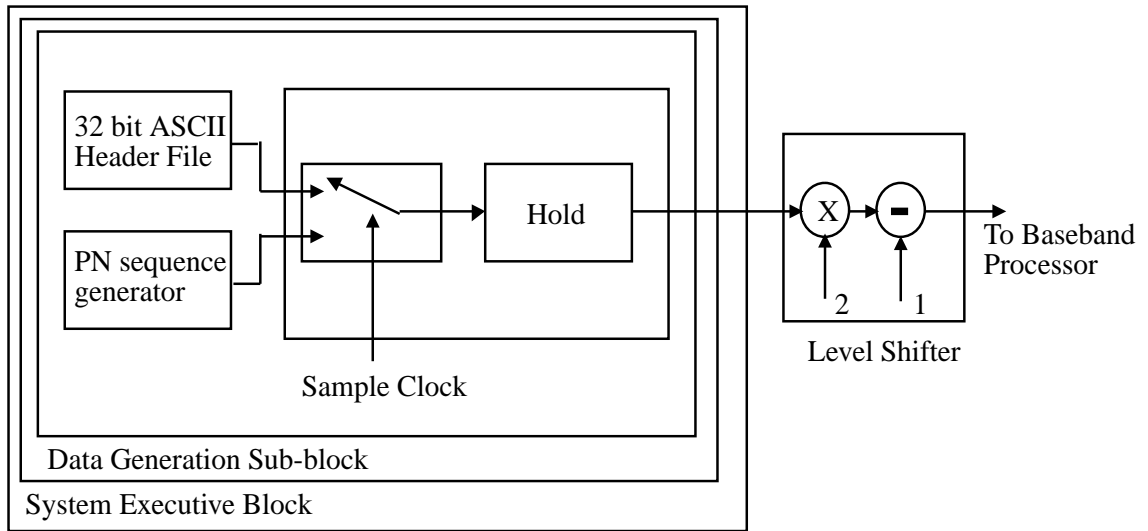 32 bit ASCII
Header File
PN sequence
generator
Hold
Sample Clock
Data Generation Sub-block
System Executive Block
X
-
2
1
Level Shifter
To Baseband
Processor